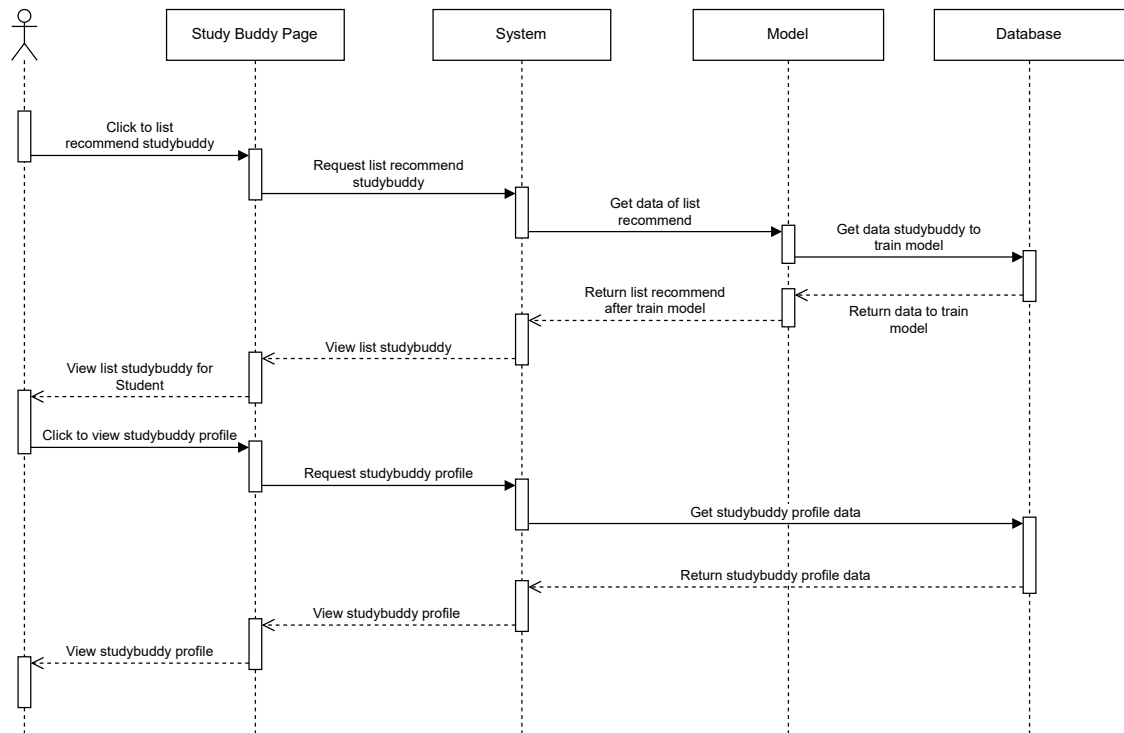 Study Buddy Page
System
Model
Database
Click to list
recommend studybuddy
Request list recommend
studybuddy
Get data of list
recommend
Get data studybuddy to
train model
Return data to train
model
Return list recommend
after train model
View list studybuddy
View list studybuddy for
Student
Click to view studybuddy profile
Request studybuddy profile
Get studybuddy profile data
Return studybuddy profile data
View studybuddy profile
View studybuddy profile